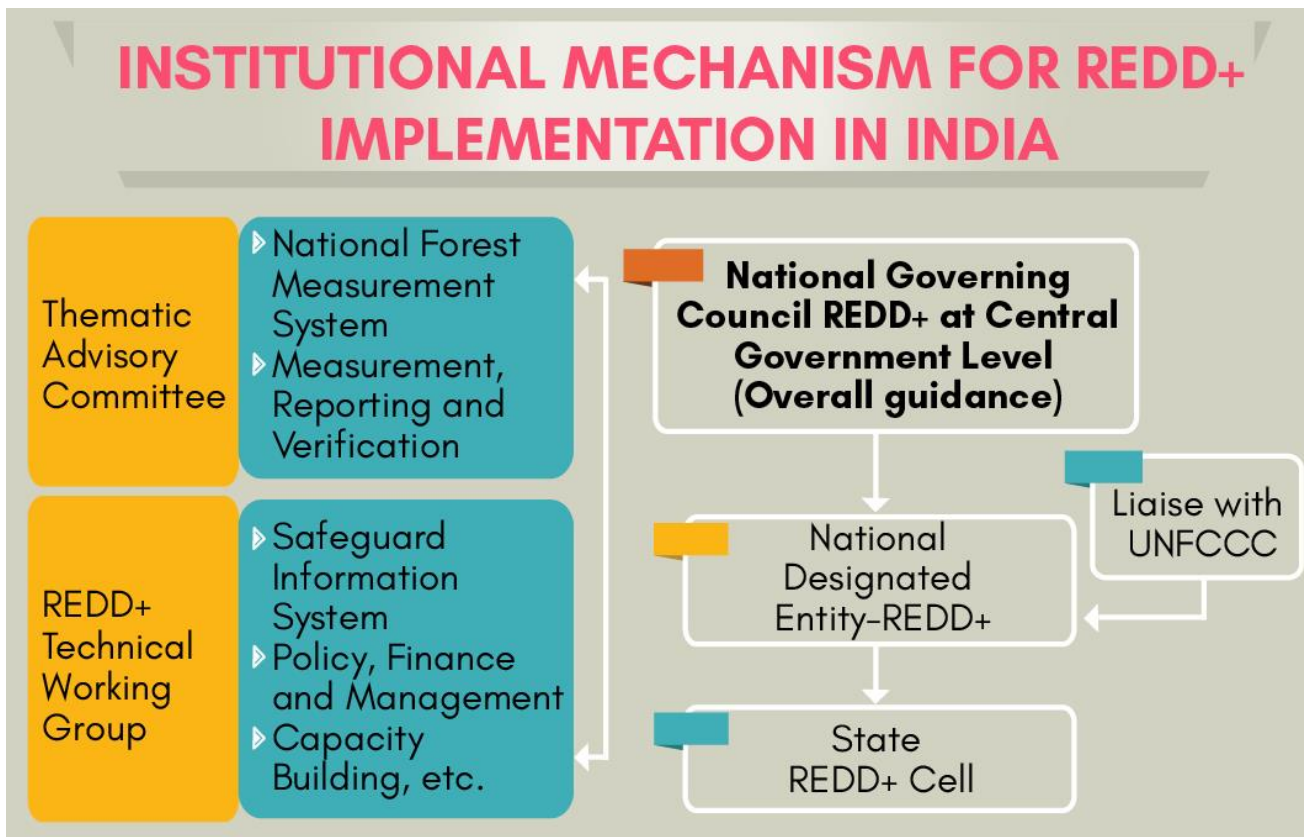 INSTITUTIONAL MECHANISM FOR REDD+
IMPLEMENTATION IN INDIA
Thematic
Advisory
Committee
National Forest
Measurement
System
Measurement,
Reporting and
Verification
REDD+
Technical
Working
Group
Safeguard
Information
System
Policy, Finance
and Management
Capacity
Building, etc.
National Governing
Council REDD+ at Central
Government Level
(Overall guidance)
Liaise with
UNFCCC
National
Designated
Entity-REDD+
State
REDD+ Cell